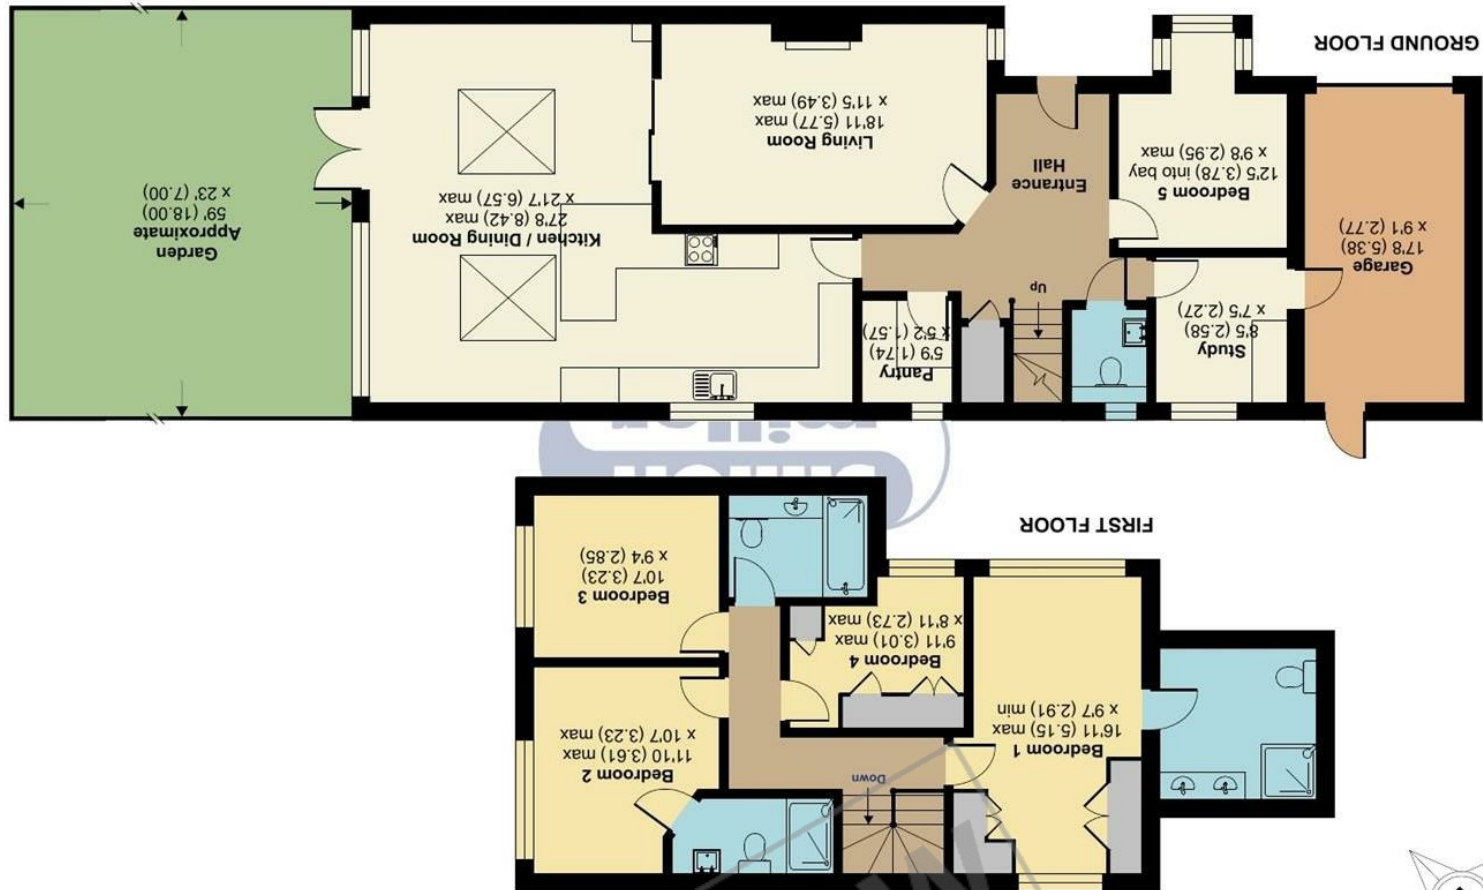 FIRST FLOOR
Bedroom 1
16'11 (5.15) max
x 9'7 (2.91) min
Down
Bedroom 2
11'10 (3.61) max
x 10'7 (3.23) max
Bedroom 4
9'11 (3.01) max
x 8'11 (2.73) max
Bedroom 3
10'7 (3.23)
x 9'4 (2.85)
GROUND FLOOR
Garage
17'8 (5.38)
x 9'1 (2.77)
Study
8'5 (2.58)
x 7'5 (2.27)
Bedroom 5
12'5 (3.78) into bay
x 9'8 (2.95) max
Up
Entrance
Hall
Pantry
5'9 (1.74)
x 5'2 (1.57)
Living Room
18'11 (5.77) max
x 11'5 (3.49) max
Kitchen / Dining Room
27'8 (8.42) max
x 21'7 (6.57) max
Garden
Approximate
59' (18.00)
x 23' (7.00)
miller